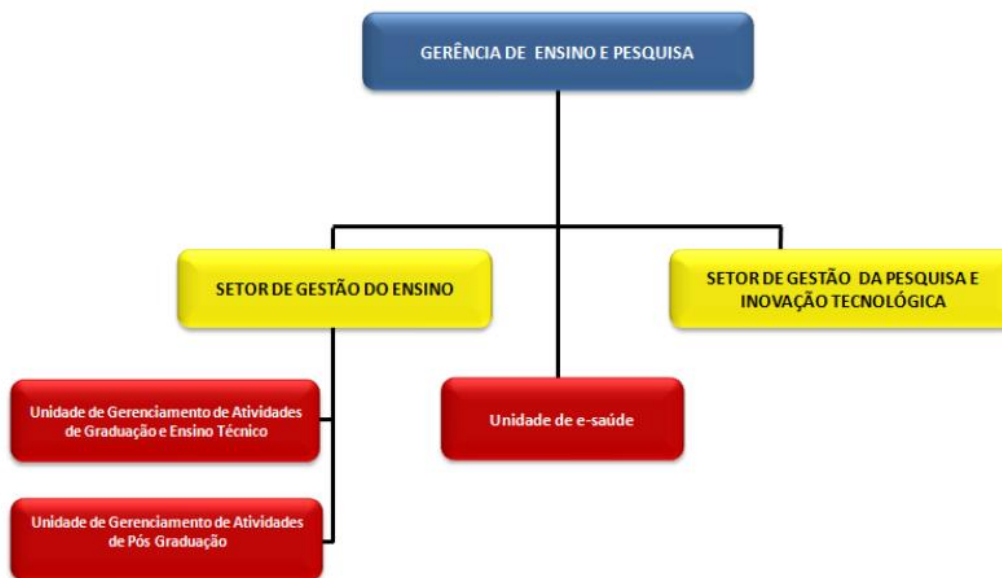 GERÊNCIA DE ENSINO E PESQUISA
SETOR DE GESTÃO DO ENSINO
SETOR DE GESTÃO DA PESQUISA E
INOVAÇÃO TECNOLÓGICA
Unidade de Gerenciamento de Atividades
de Graduação e Ensino Técnico
Unidade de e-saúde
Unidade de Gerenciamento de Atividades
de Pós Graduação